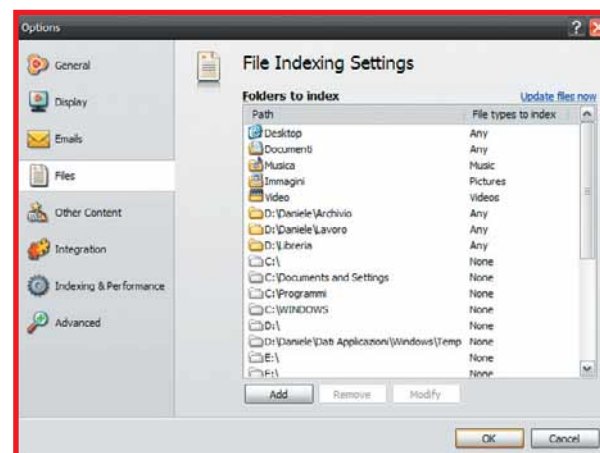 Options
General
Display
Emails
Files
Other Content
Integration
Indexing & Performance
Advanced
File Indexing Settings
Folders to index Update files now
Path File types to index
Desktop Any
Documenti Any
Musica Music
Immagini Pictures
Video Videos
D:\Daniele\Archivio Any
D:\Daniele\Lavoro Any
D:\Libreria Any
C:\ None
C:\Documents and Settings None
C:\Programmi None
C:\WINDOWS None
D:\ None
D:\Daniele\Dati Applicazioni\Windows\Temp None
E:\ None
F:\ None
Add Remove Modify
OK Cancel